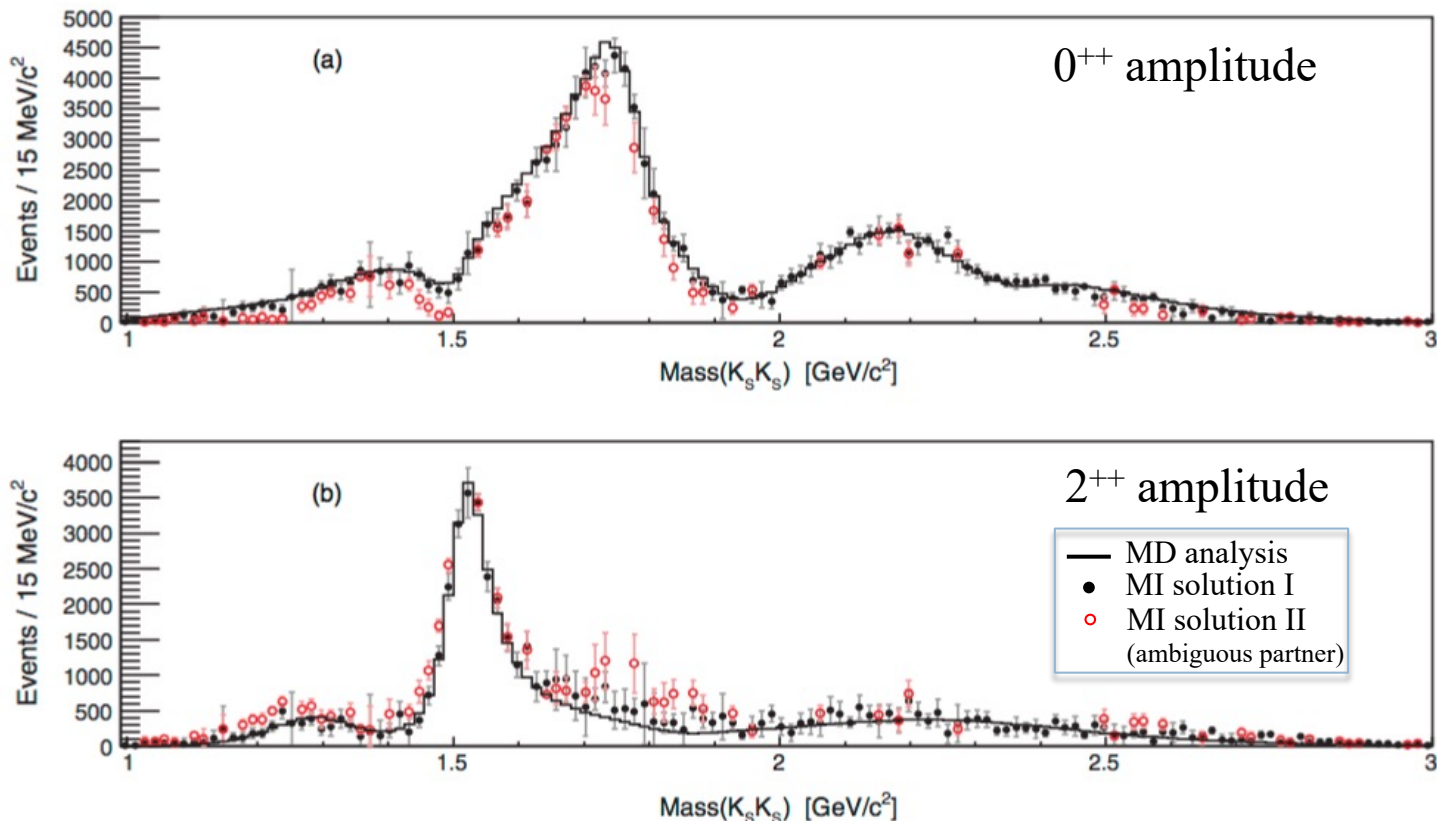 5000
4500
4000
3500
3000
2500
2000
1500
1000
500
0
Events / 15 MeV/c²
(a)
0⁺⁺ amplitude
1 1.5 2 2.5 3
Mass(KₛKₛ) [GeV/c²]
4000
3500
3000
2500
2000
1500
1000
500
0
Events / 15 MeV/c²
(b)
2⁺⁺ amplitude
MD analysis
MI solution I
MI solution II
(ambiguous partner)
1 1.5 2 2.5 3
Mass(KₛKₛ) [GeV/c²]